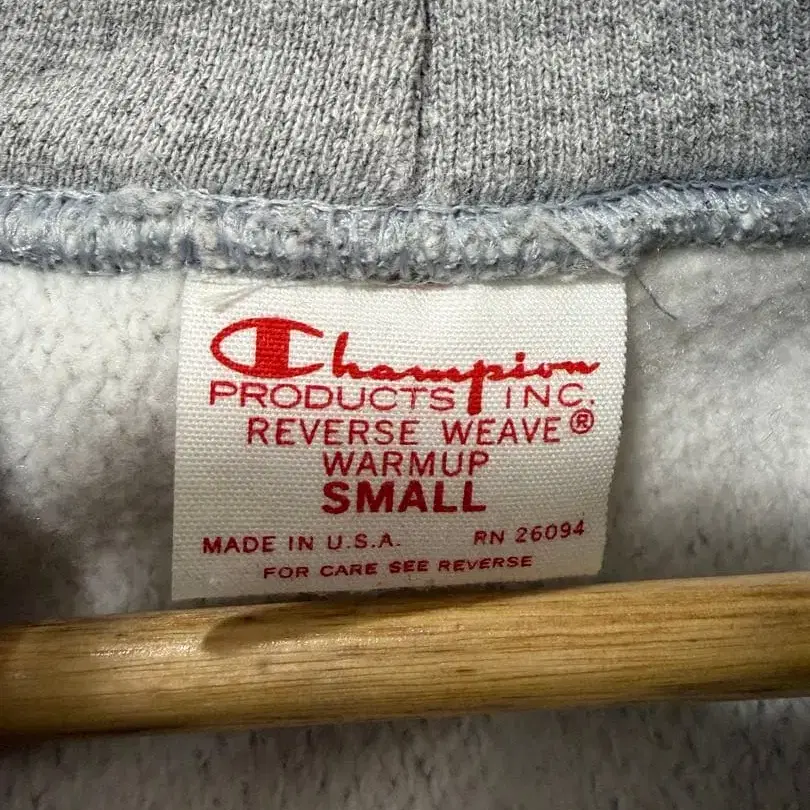 Champion
PRODUCTS INC.
REVERSE WEAVE®
WARMUP
SMALL
MADE IN U.S.A. RN 26094
FOR CARE SEE REVERSE